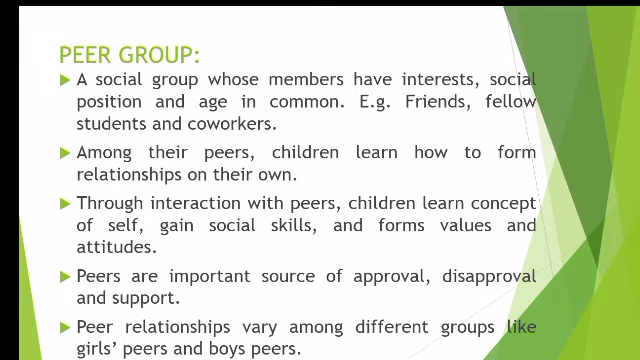 PEER GROUP:
A social group whose members have interests, social
position and age in common. E.g. Friends, fellow
students and coworkers.
Among their peers, children learn how to form
relationships on their own.
Through interaction with peers, children learn concept
of self, gain social skills, and forms values and
attitudes.
Peers are important source of approval, disapproval
and support.
Peer relationships vary among different groups like
girls' peers and boys peers.